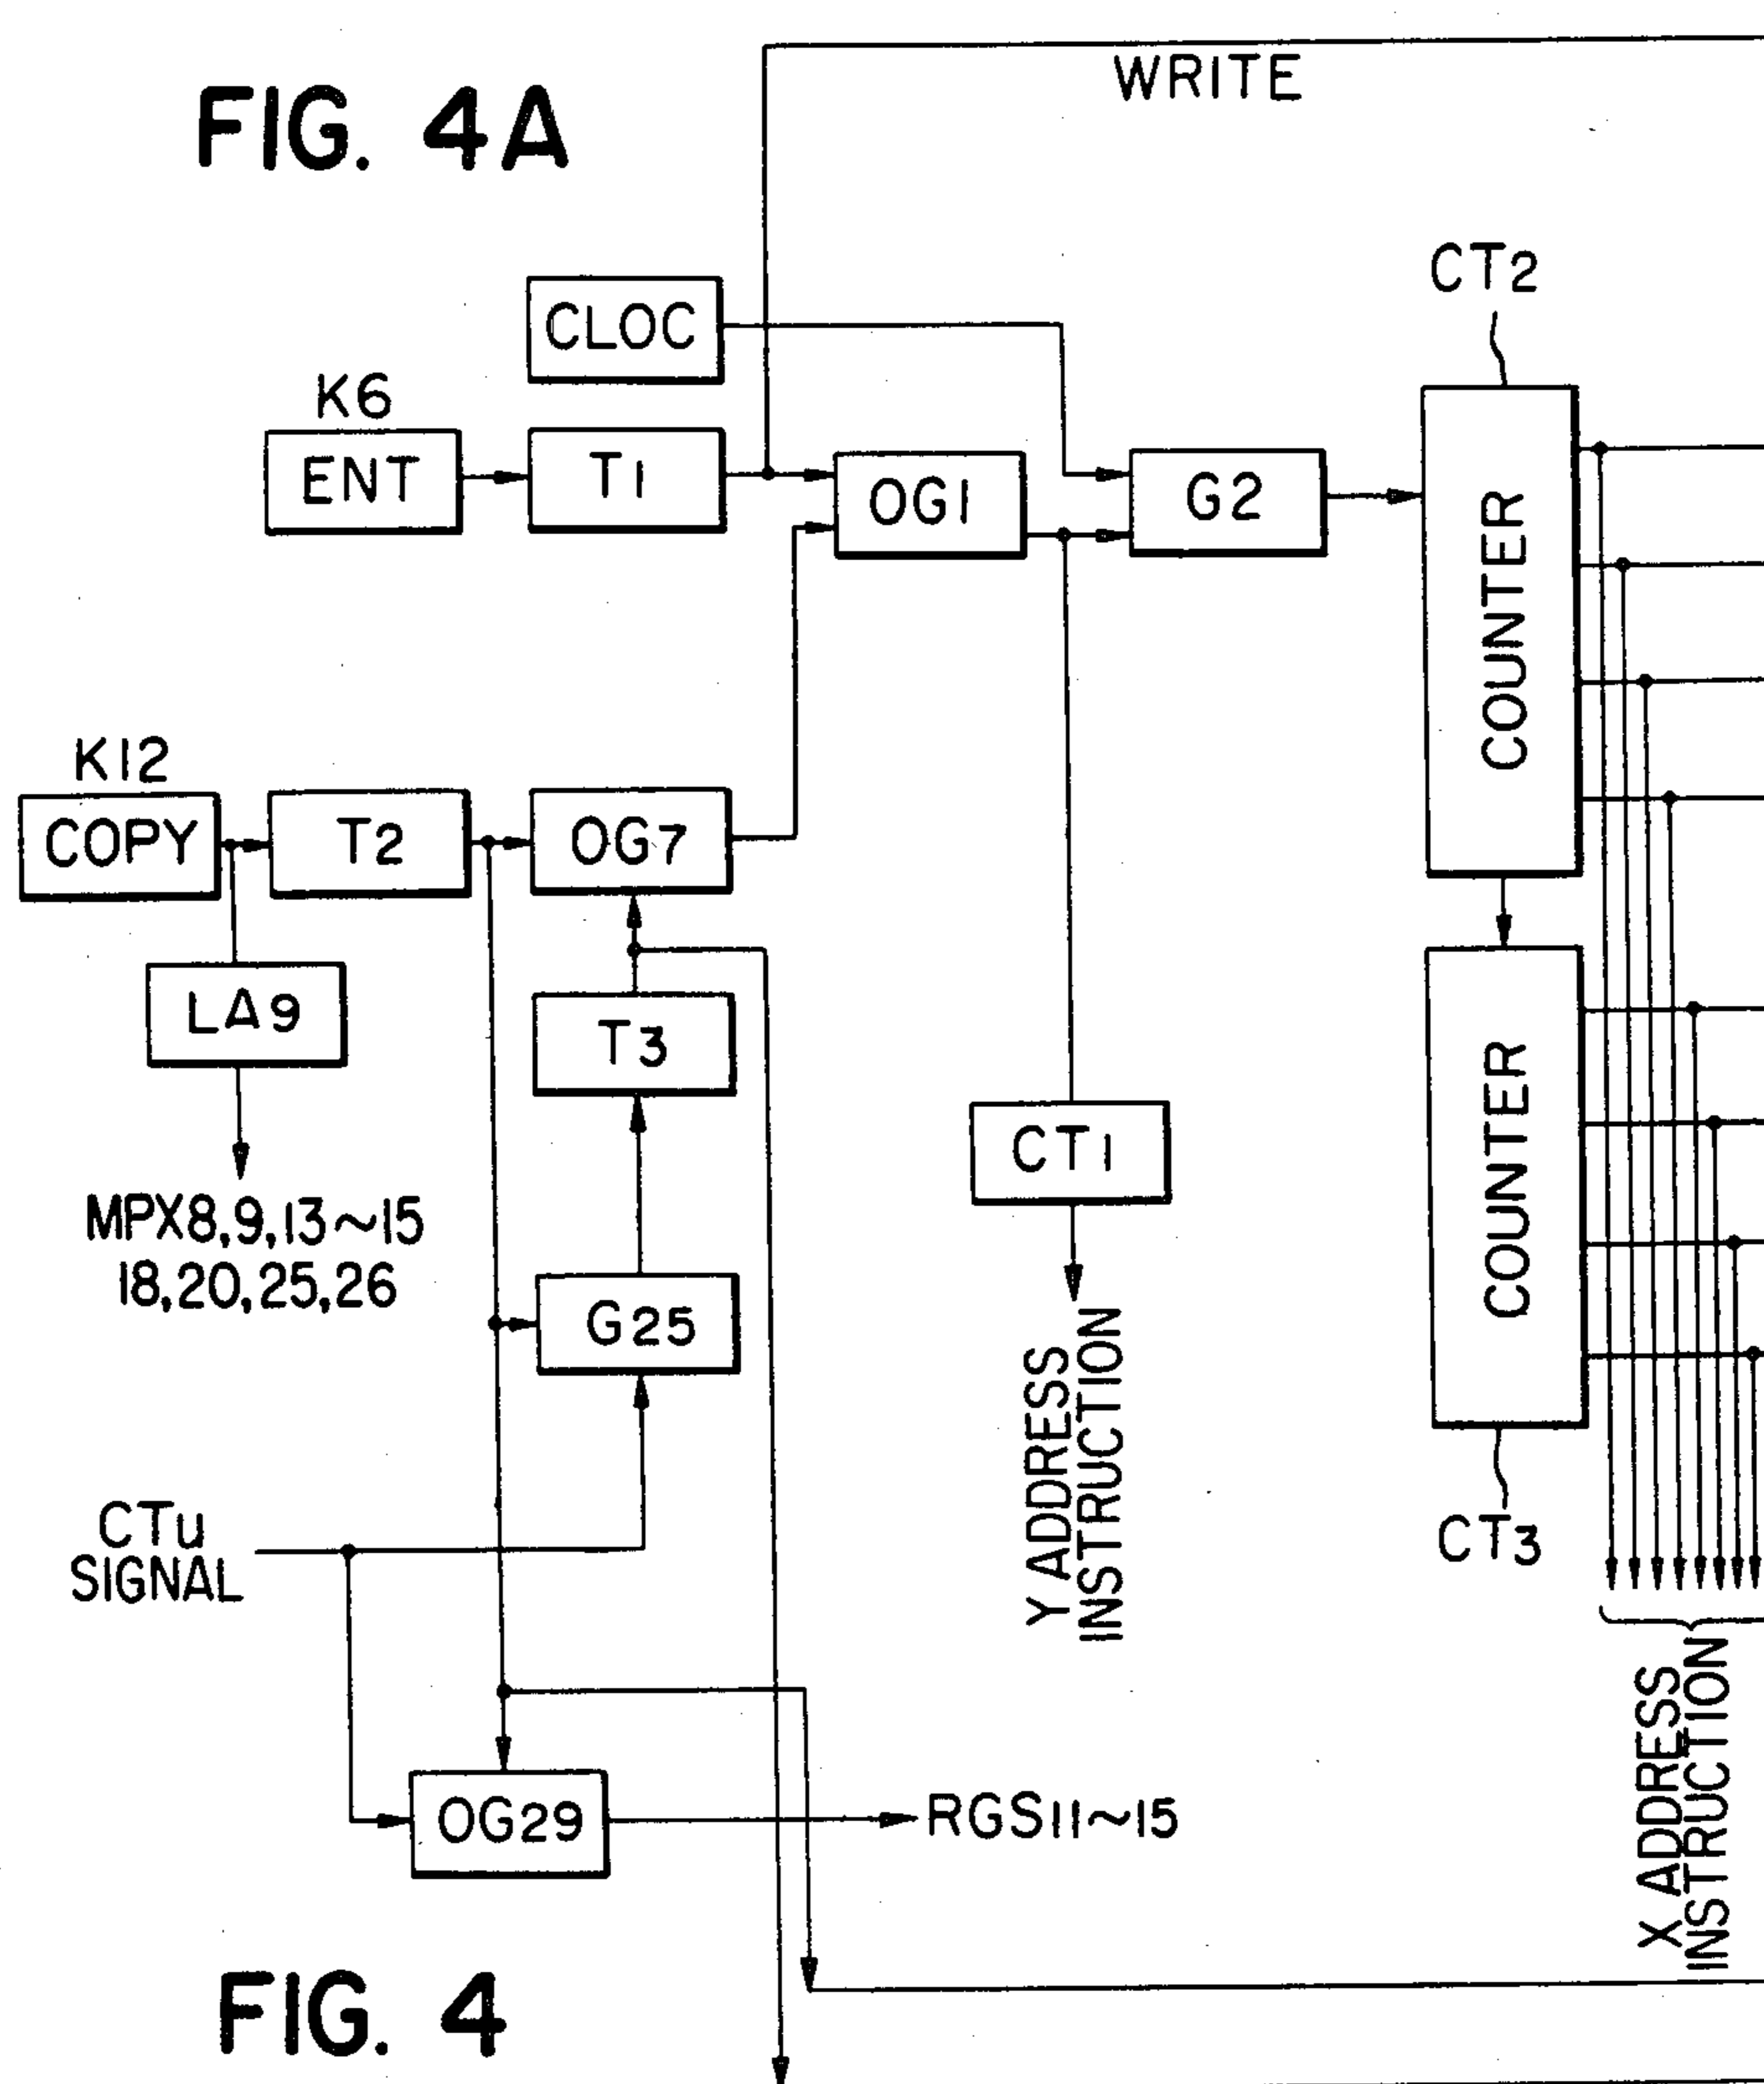 FIG. 4A
WRITE
CT2
CLOC
K6
ENT
T1
OG1
G2
COUNTER
K12
COPY
T2
OG7
LA9
T3
COUNTER
CT1
MPX8,9,13~15
18,20,25,26
G25
Y ADDRESS
INSTRUCTION
CTu
SIGNAL
CT3
X ADDRESS
INSTRUCTION
OG29
RGS11~15
FIG. 4